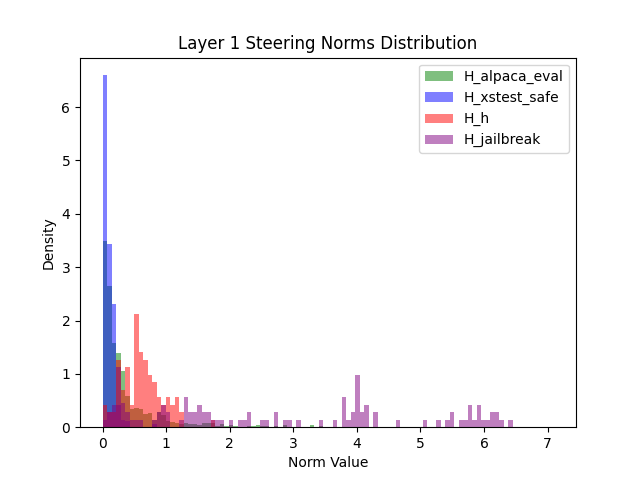 Layer 1 Steering Norms Distribution
H_alpaca_eval
H_xstest_safe
H_h
H_jailbreak
Density
6
5
4
3
2
1
0
0 1 2 3 4 5 6 7
Norm Value